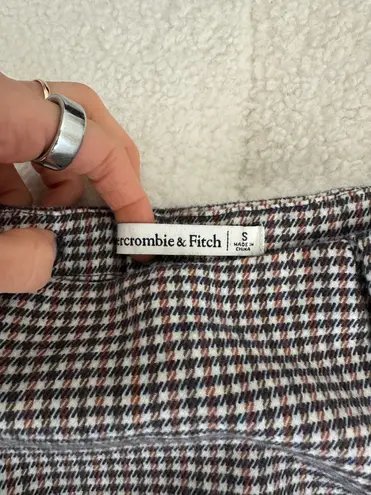 ercrombie & Fitch
S
MADE IN
CHINA